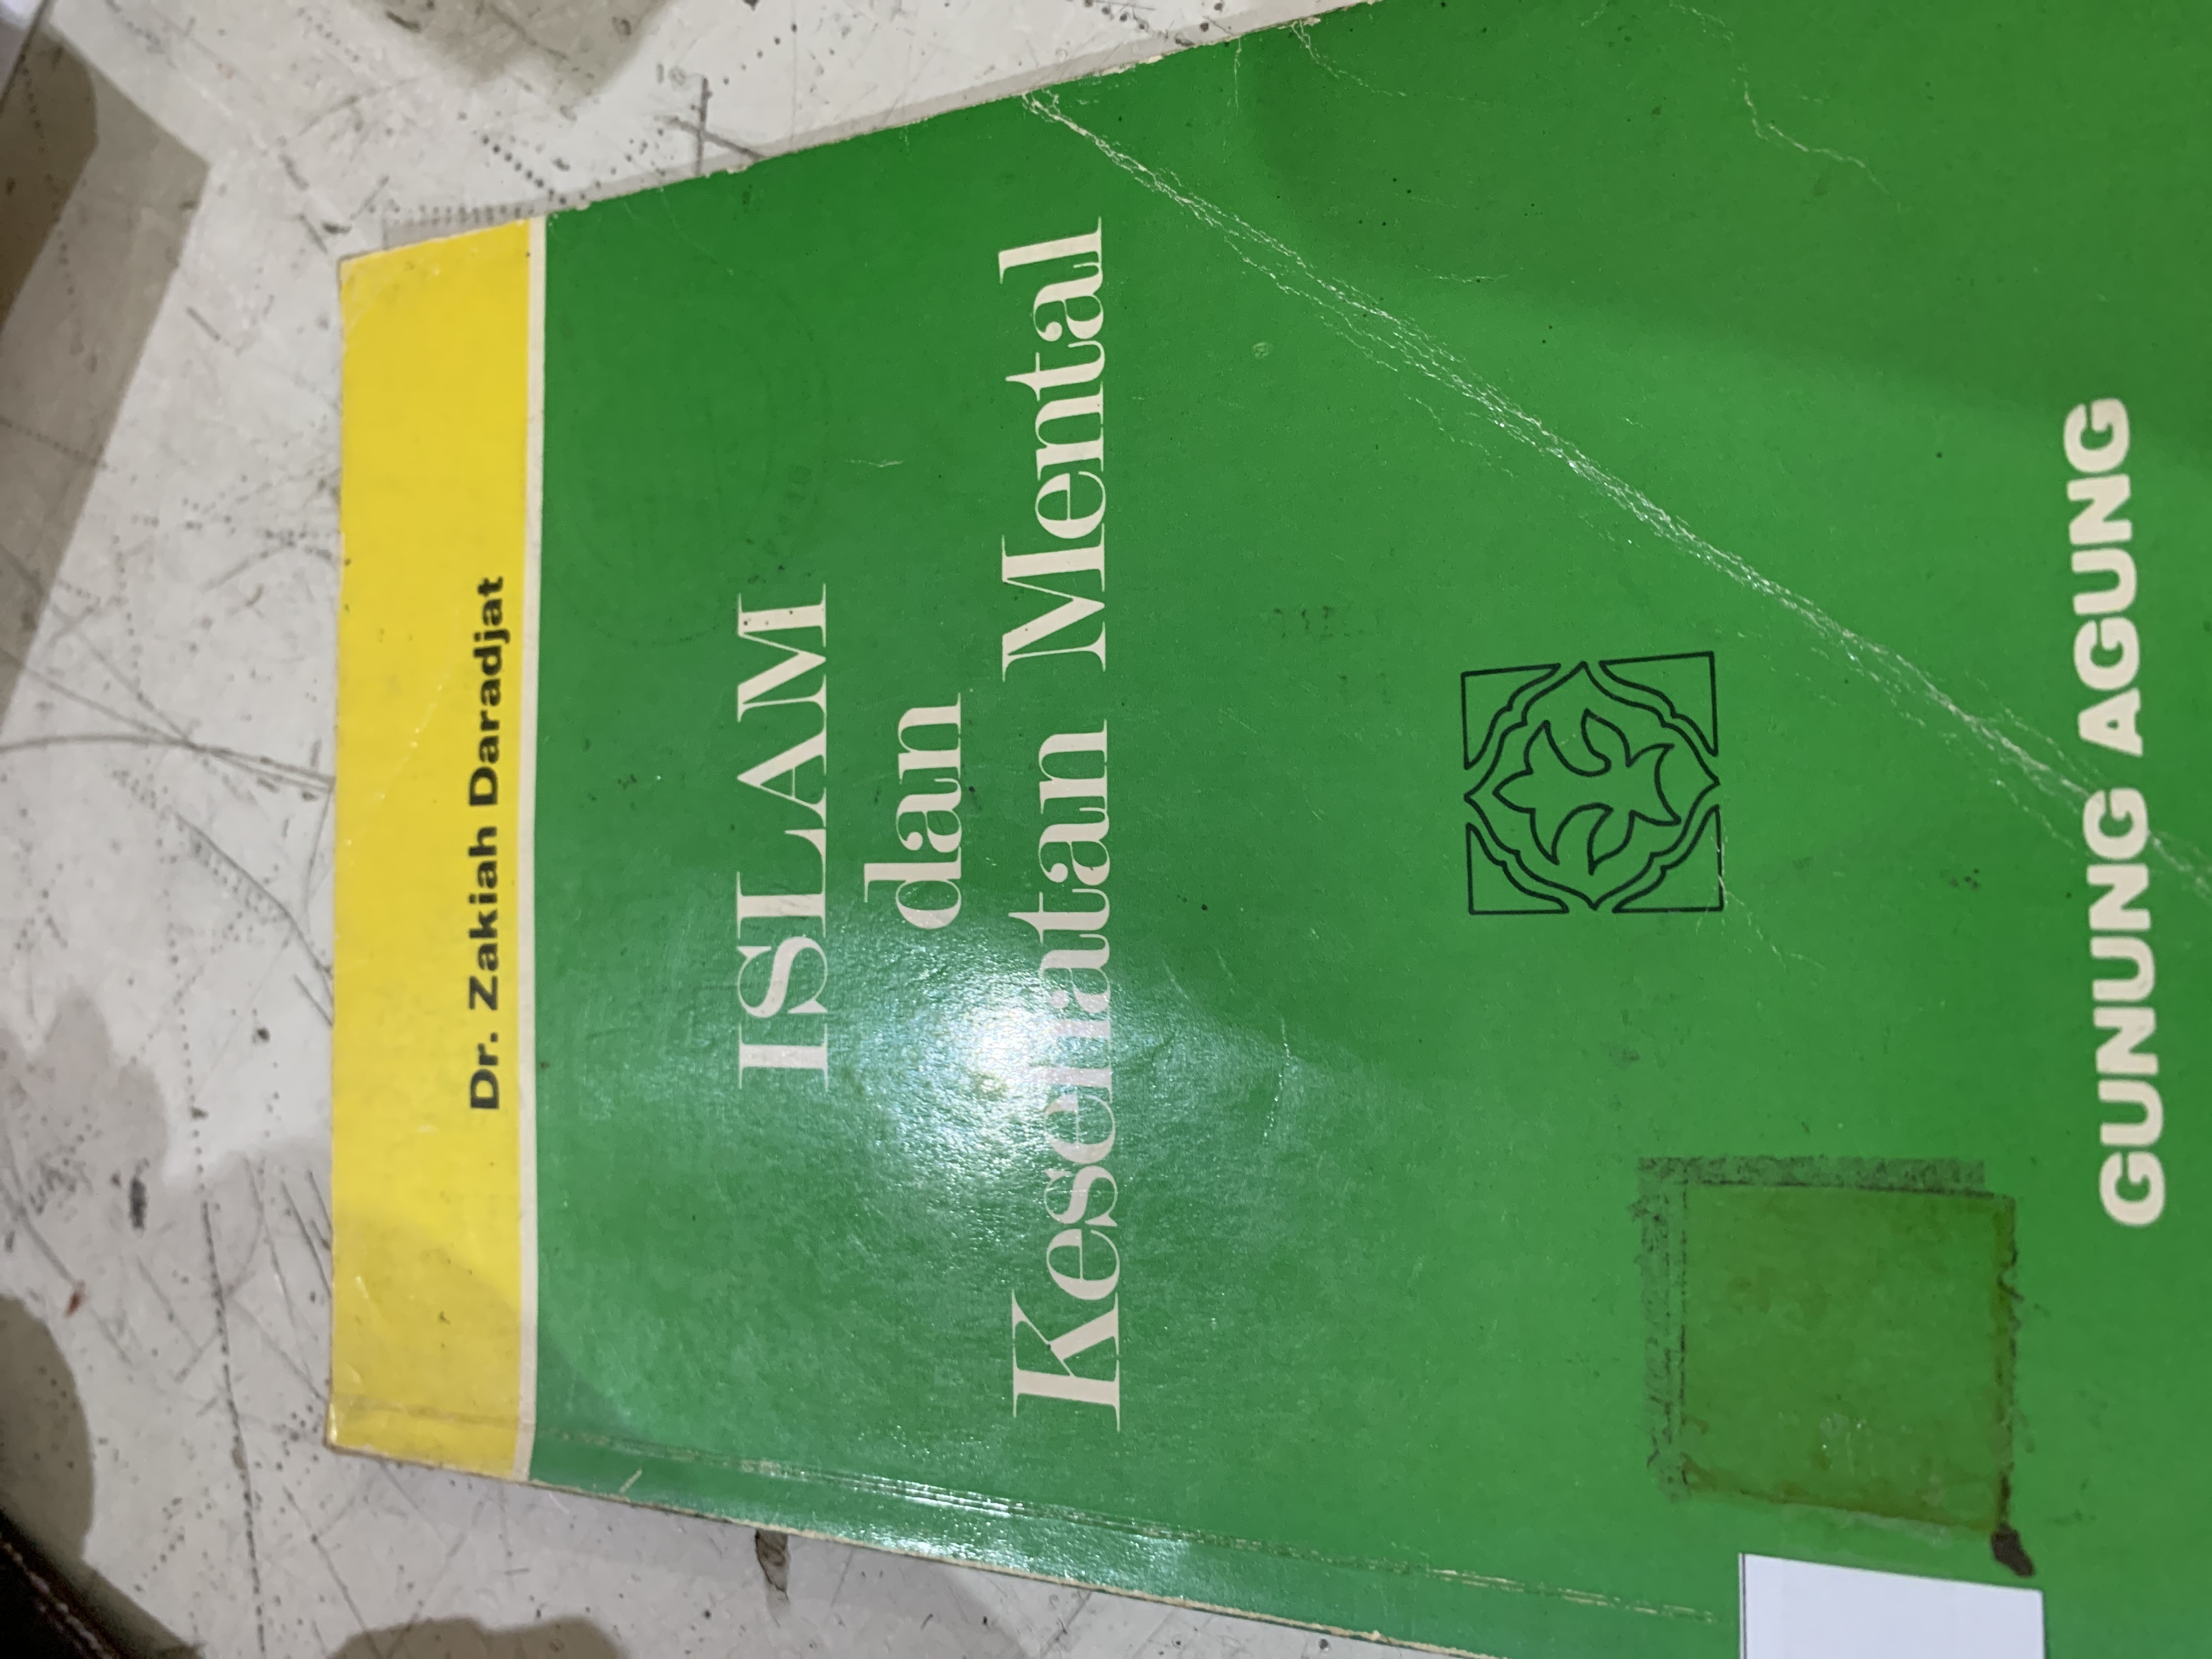 Dr. Zakiah Daradjat
ISLAM
dan
Kesehatan Mental
GUNUNG AGUNG